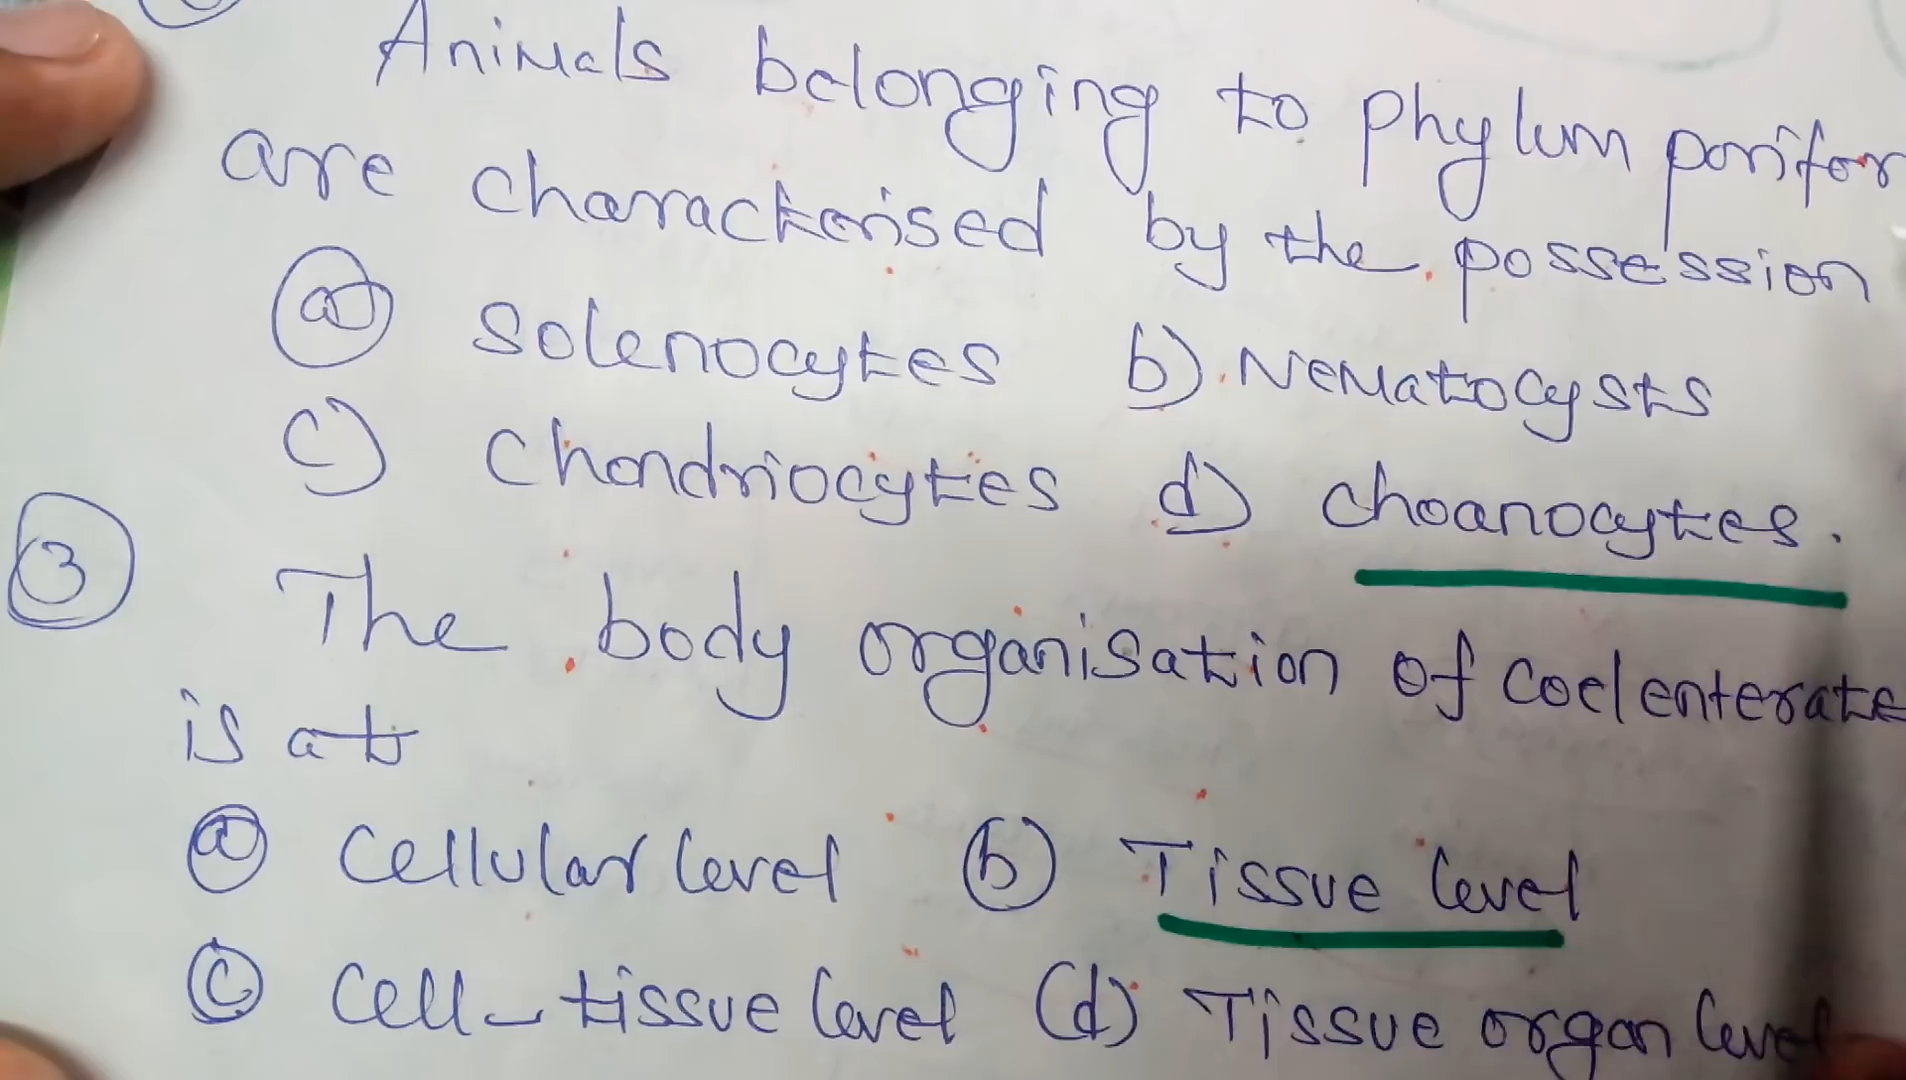 Animals belonging to phylum porifer
are characterised by the possession
a) Solenocytes b) Nematocysts
c) chondriocytes d) choanocytes.
3 The body organisation of coelenterate
is at
a) cellular level b) Tissue level
c) cell-tissue level (d) Tissue organ level